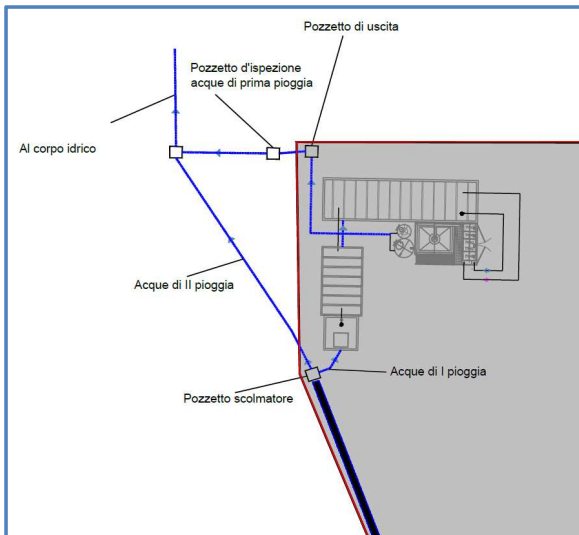 Pozzetto di uscita
Pozzetto d'ispezione
acque di prima pioggia
Al corpo idrico
Acque di II pioggia
Acque di I pioggia
Pozzetto scolmatore